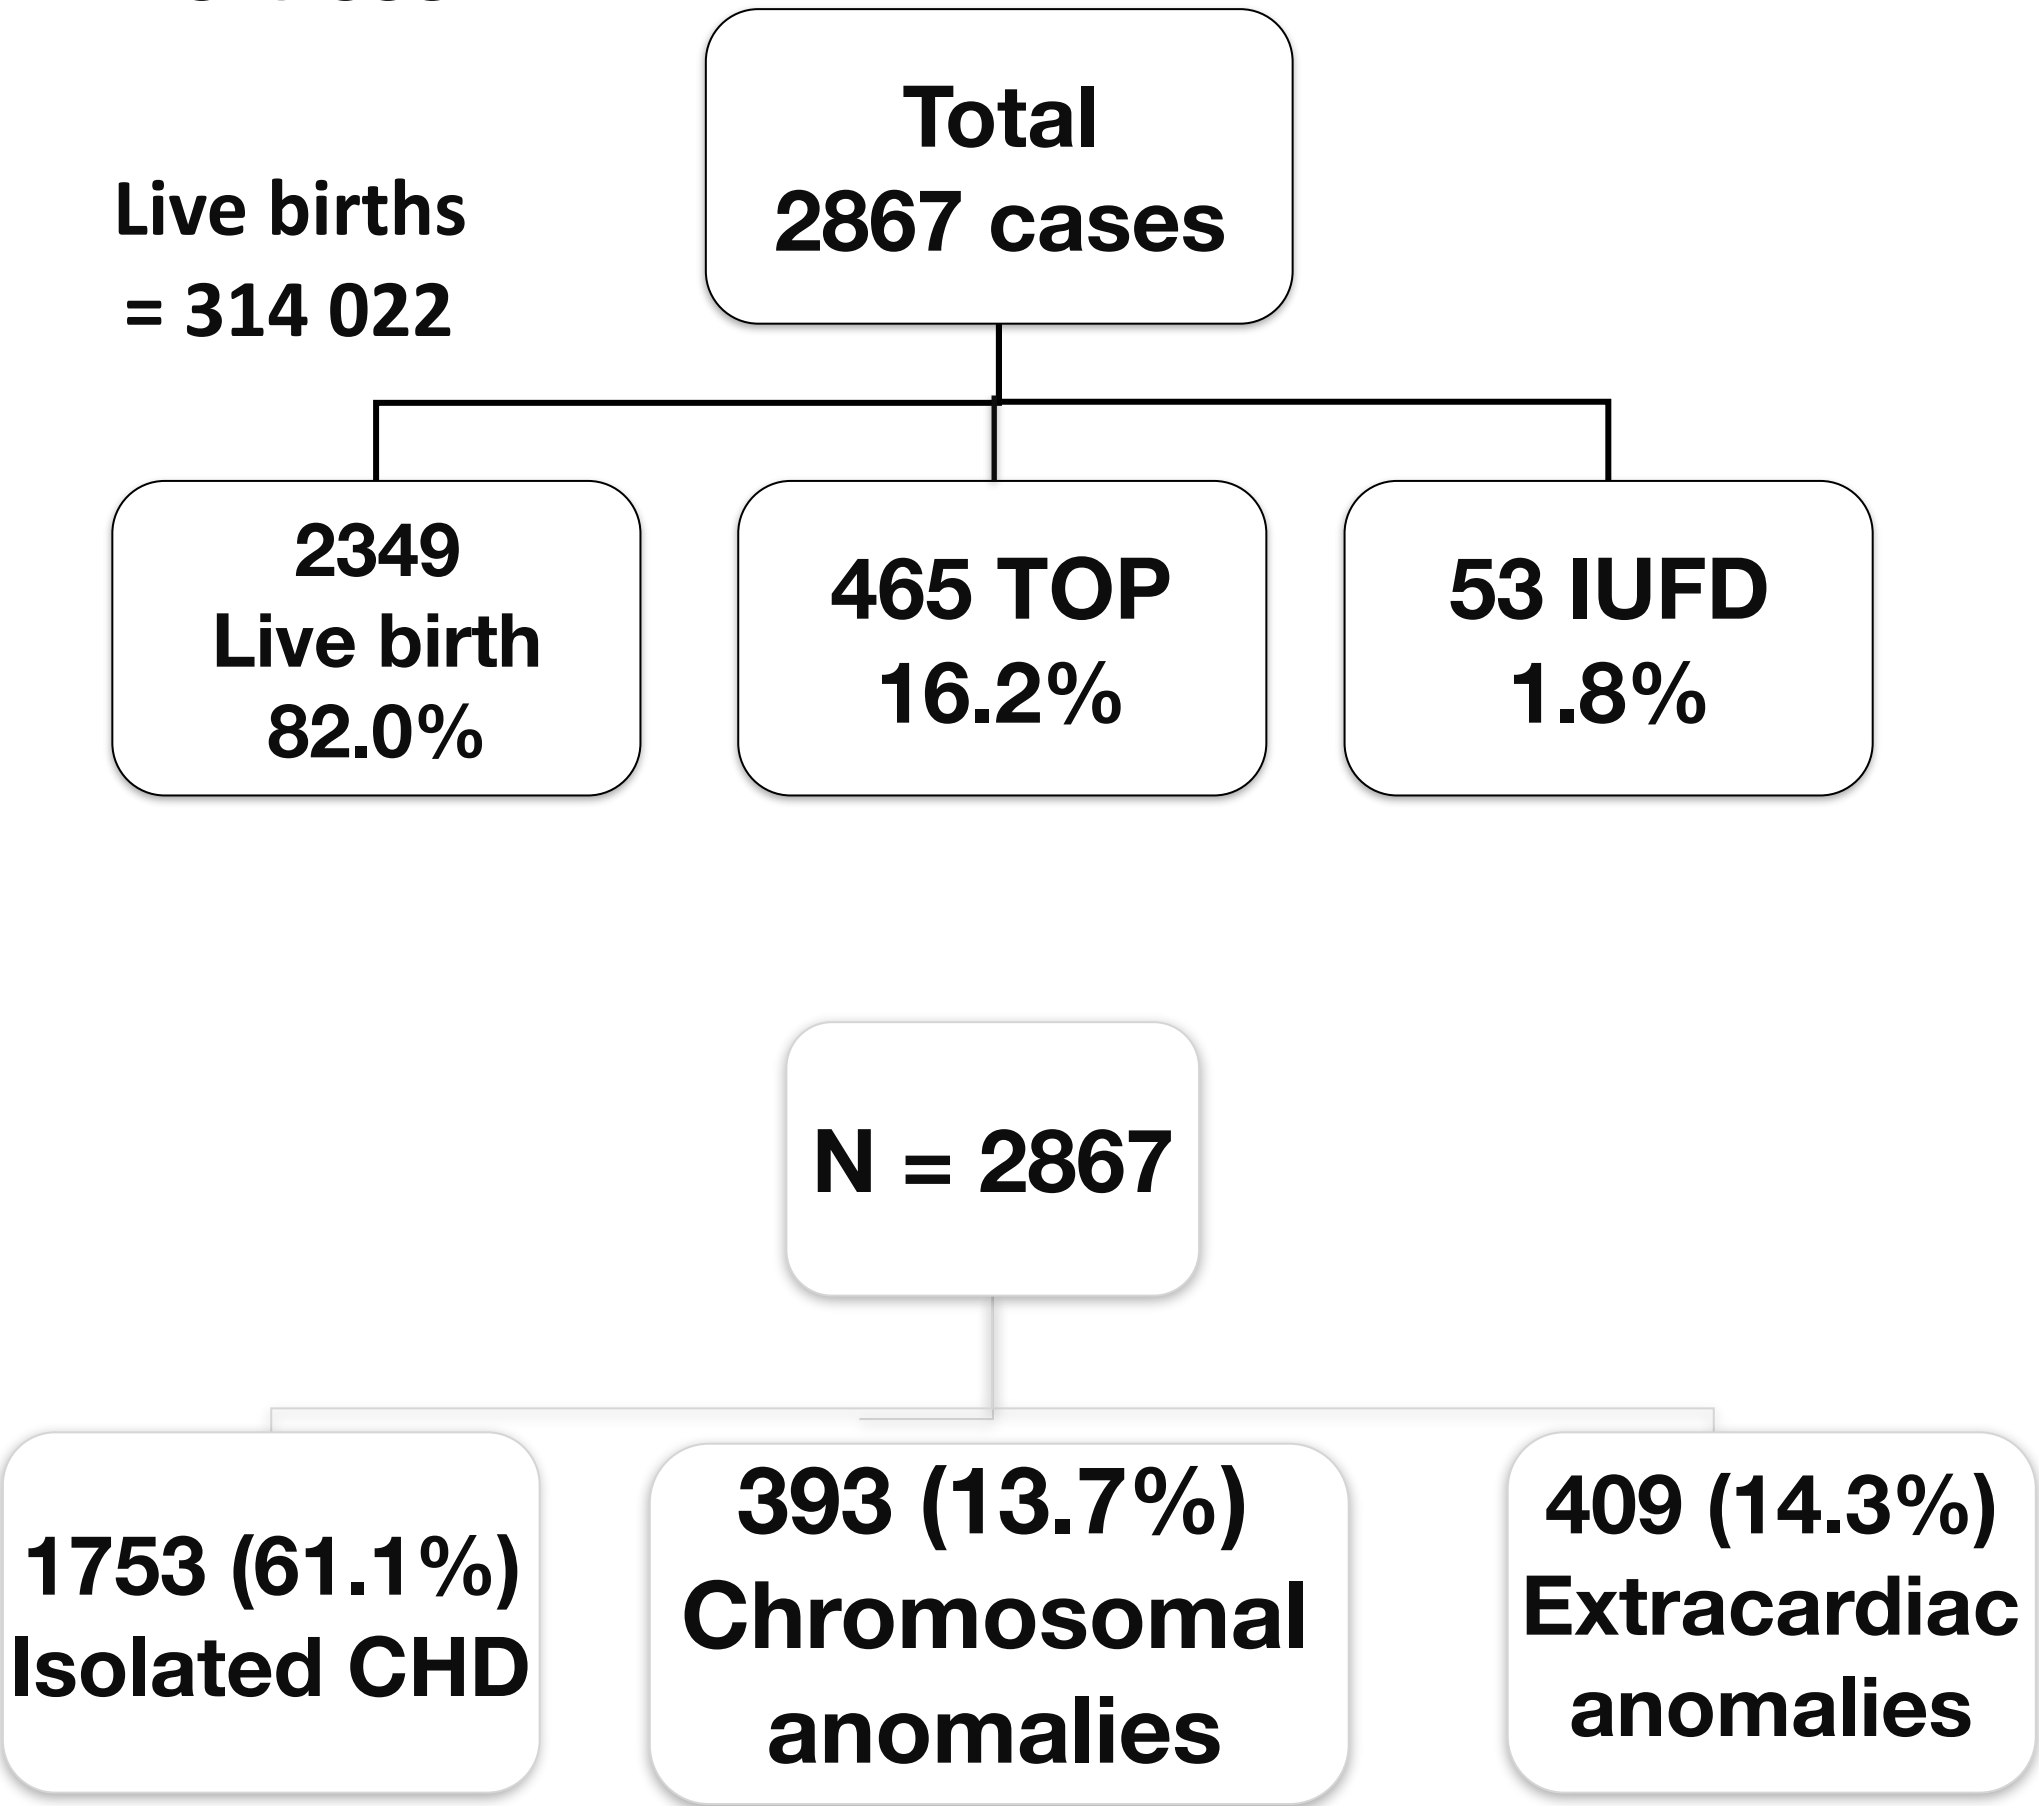 Total
2867 cases
Live births
= 314 022
2349
Live birth
82.0%
465 TOP
16.2%
53 IUFD
1.8%
N = 2867
1753 (61.1%)
Isolated CHD
393 (13.7%)
Chromosomal
anomalies
409 (14.3%)
Extracardiac
anomalies